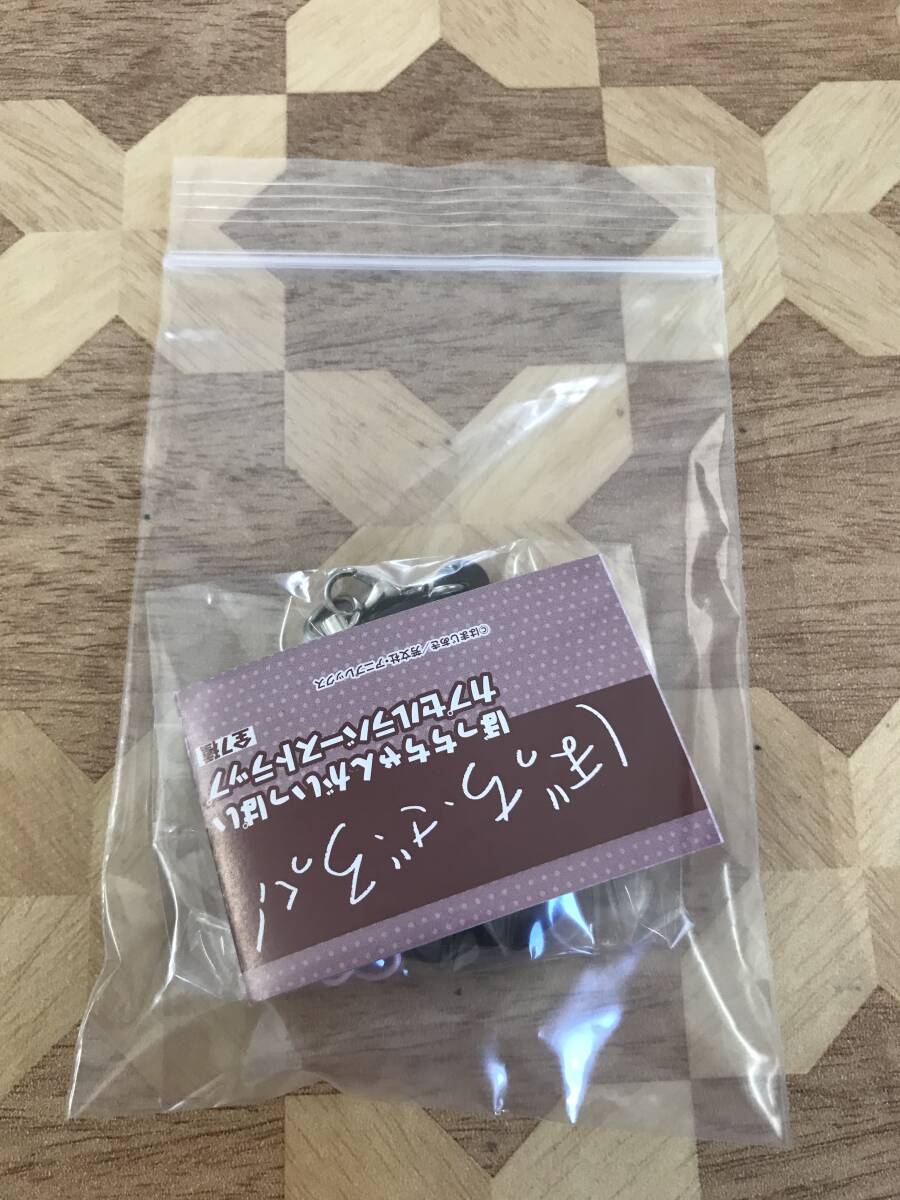 ぼっち・ざ・ろっく!
ぼっちちゃんがいっぱい
カプセルラバーストラップ
全7種
©はまじあき/芳文社・アニプレックス